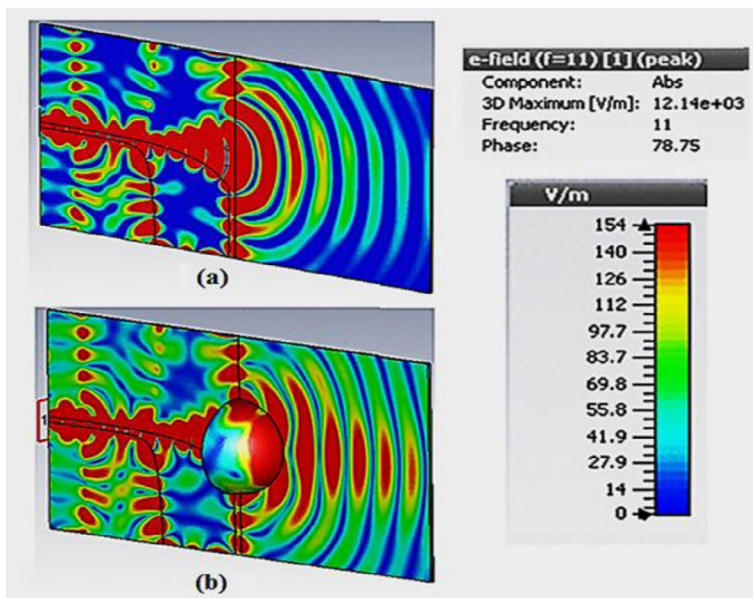 e-field (f=11) [1] (peak)
Component: Abs
3D Maximum [V/m]: 12.14e+03
Frequency: 11
Phase: 78.75
V/m
154
140
126
112
97.7
83.7
69.8
55.8
41.9
27.9
14
0
(a)
1
(b)